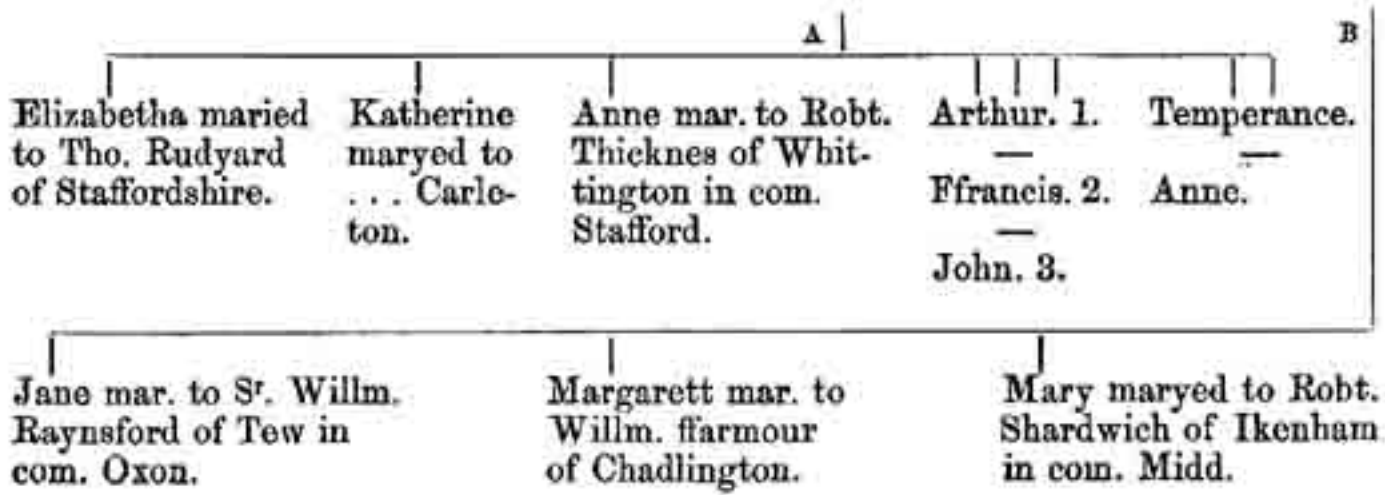 A B
Elizabetha maried
to Tho. Rudyard
of Staffordshire.
Katherine
maryed to
. . . Carle-
ton.
Anne mar. to Robt.
Thicknes of Whit-
tington in com.
Stafford.
Arthur. 1.
—
Ffrancis. 2.
—
John. 3.
Temperance.
—
Anne.
Jane mar. to Sʳ. Willm.
Raynsford of Tew in
com. Oxon.
Margarett mar. to
Willm. ffarmour
of Chadlington.
Mary maryed to Robt.
Shardwich of Ikenham
in com. Midd.